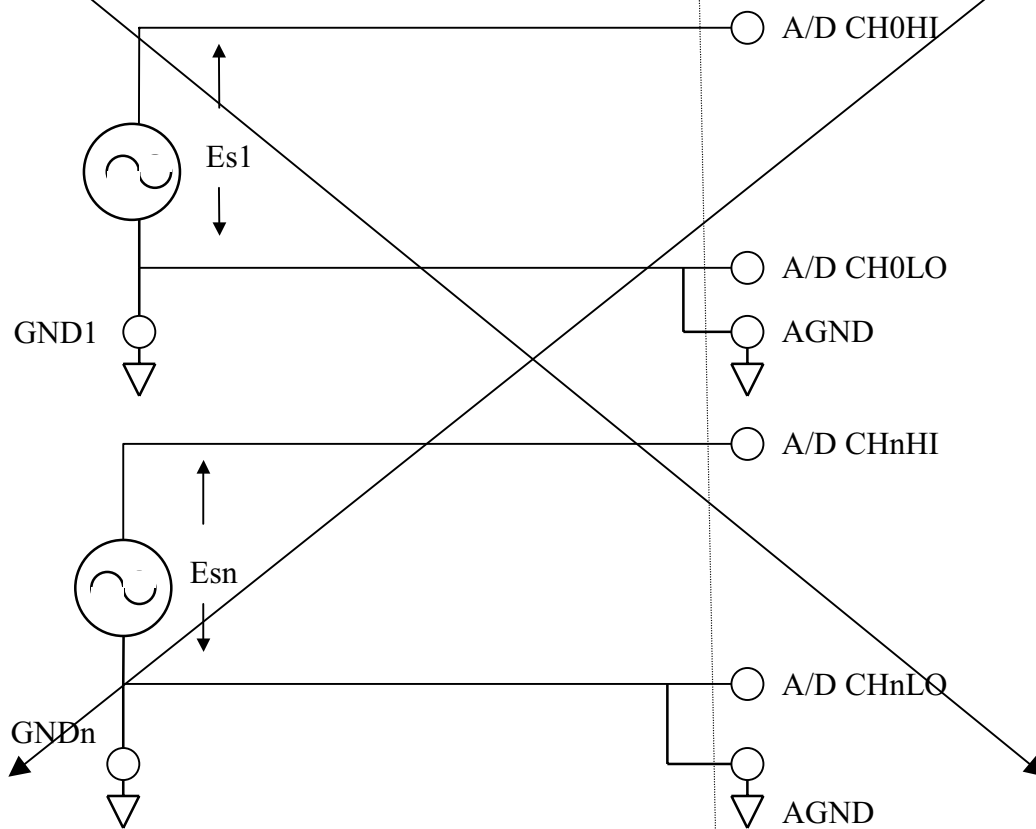 A/D CH0HI
Es1
A/D CH0LO
GND1
AGND
A/D CHnHI
Esn
A/D CHnLO
GNDn
AGND